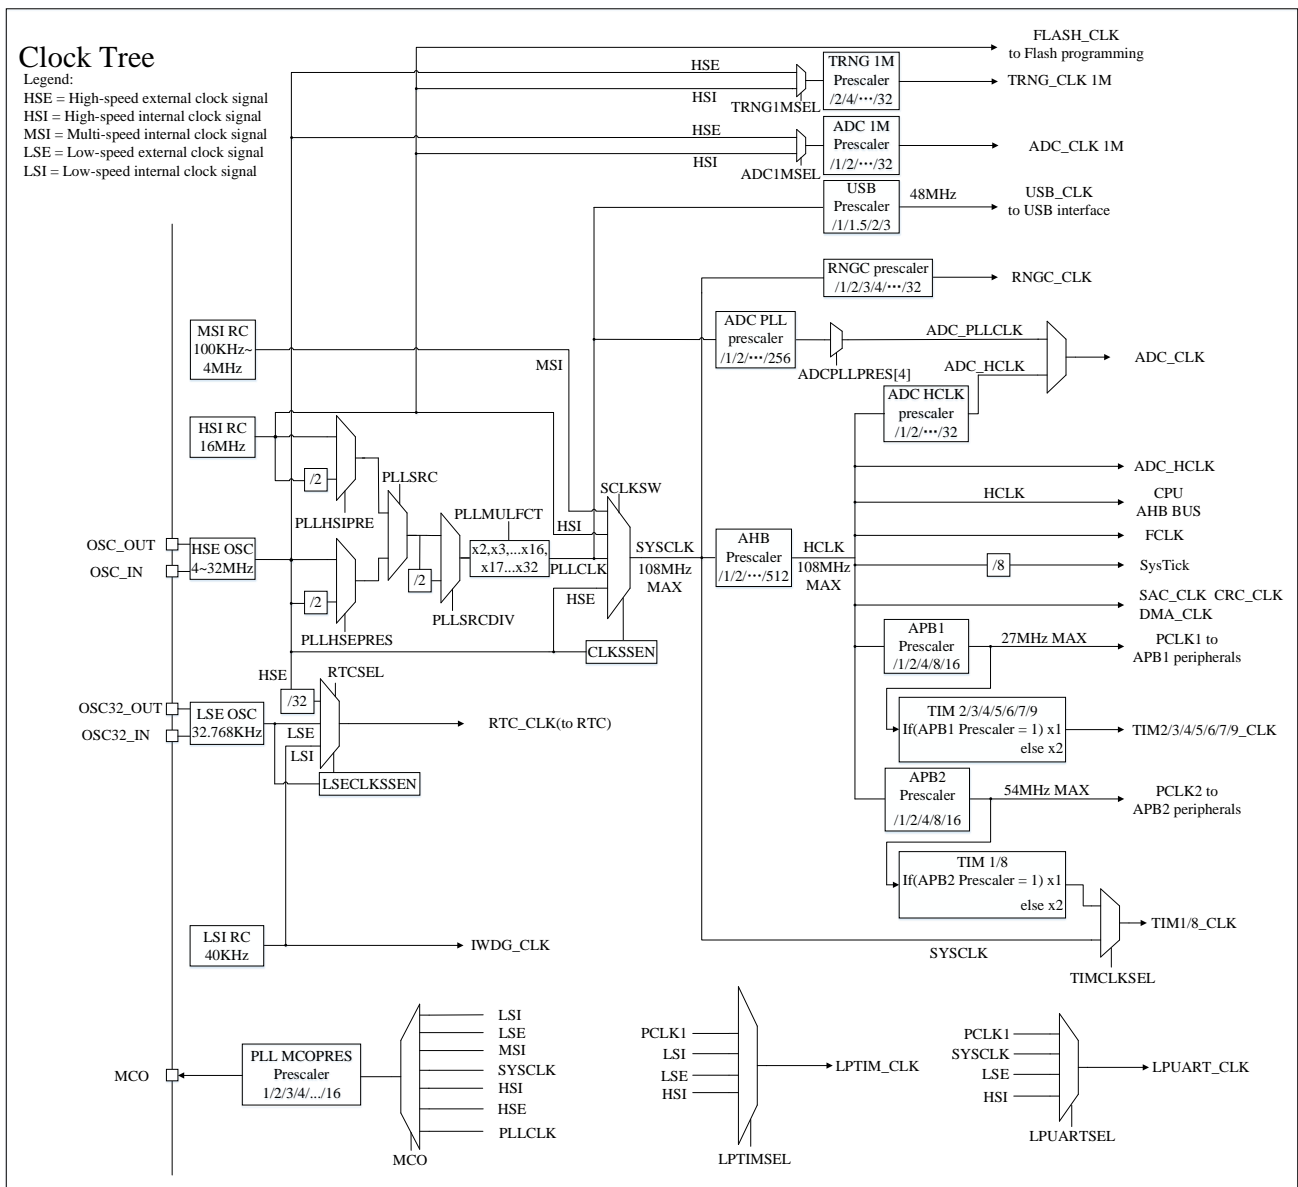 Clock Tree
Legend:
HSE = High-speed external clock signal
HSI = High-speed internal clock signal
MSI = Multi-speed internal clock signal
LSE = Low-speed external clock signal
LSI = Low-speed internal clock signal
FLASH_CLK
to Flash programming
HSE
HSI
TRNG1MSEL
TRNG 1M
Prescaler
/2/4/···/32
TRNG_CLK 1M
HSE
HSI
ADC1MSEL
ADC 1M
Prescaler
/1/2/···/32
ADC_CLK 1M
USB
Prescaler
/1/1.5/2/3
48MHz
USB_CLK
to USB interface
RNGC prescaler
/1/2/3/4/···/32
RNGC_CLK
MSI RC
100KHz~
4MHz
MSI
ADC PLL
prescaler
/1/2/···/256
ADCPLLPRES[4]
ADC_PLLCLK
ADC_HCLK
ADC_CLK
ADC HCLK
prescaler
/1/2/···/32
HSI RC
16MHz
/2
PLLHSIPRE
PLLSRC
PLLMULFCT
SCLKSW
HSI
ADC_HCLK
HCLK
CPU
AHB BUS
FCLK
OSC_OUT
OSC_IN
HSE OSC
4~32MHz
/2
PLLHSEPRES
/2
PLLSRCDIV
x2,x3,...x16,
x17...x32
PLLCLK
HSE
CLKSSEN
SYSCLK
108MHz
MAX
AHB
Prescaler
/1/2/···/512
HCLK
108MHz
MAX
/8
SysTick
SAC_CLK CRC_CLK
DMA_CLK
APB1
Prescaler
/1/2/4/8/16
27MHz MAX
PCLK1 to
APB1 peripherals
HSE
/32
RTCSEL
OSC32_OUT
OSC32_IN
LSE OSC
32.768KHz
LSE
LSI
LSECLKSSEN
RTC_CLK(to RTC)
TIM 2/3/4/5/6/7/9
If(APB1 Prescaler = 1) x1
else x2
TIM2/3/4/5/6/7/9_CLK
APB2
Prescaler
/1/2/4/8/16
54MHz MAX
PCLK2 to
APB2 peripherals
TIM 1/8
If(APB2 Prescaler = 1) x1
else x2
TIM1/8_CLK
SYSCLK
TIMCLKSEL
LSI RC
40KHz
IWDG_CLK
MCO
PLL MCOPRES
Prescaler
1/2/3/4/.../16
LSI
LSE
MSI
SYSCLK
HSI
HSE
PLLCLK
MCO
PCLK1
LSI
LSE
HSI
LPTIM_CLK
LPTIMSEL
PCLK1
SYSCLK
LSE
HSI
LPUART_CLK
LPUARTSEL